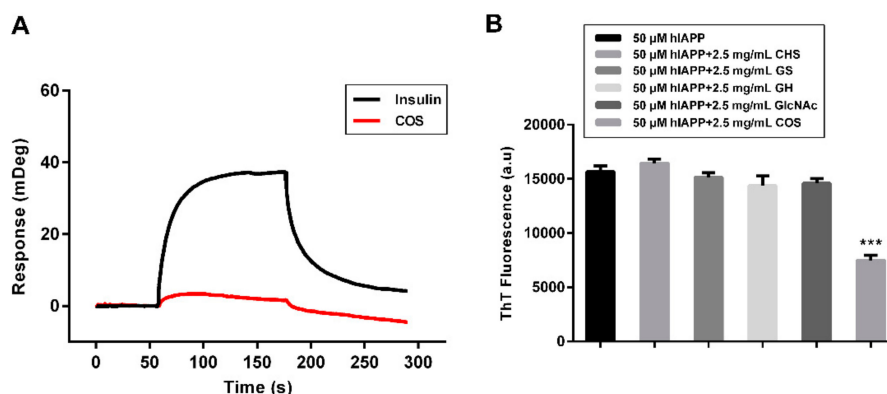 A
Response (mDeg)
60
40
20
0
0 50 100 150 200 250 300
Time (s)
Insulin
COS
B
50 µM hIAPP
50 µM hIAPP+2.5 mg/mL CHS
50 µM hIAPP+2.5 mg/mL GS
50 µM hIAPP+2.5 mg/mL GH
50 µM hIAPP+2.5 mg/mL GlcNAc
50 µM hIAPP+2.5 mg/mL COS
ThT Fluorescence (a.u)
20000
15000
10000
5000
0
***